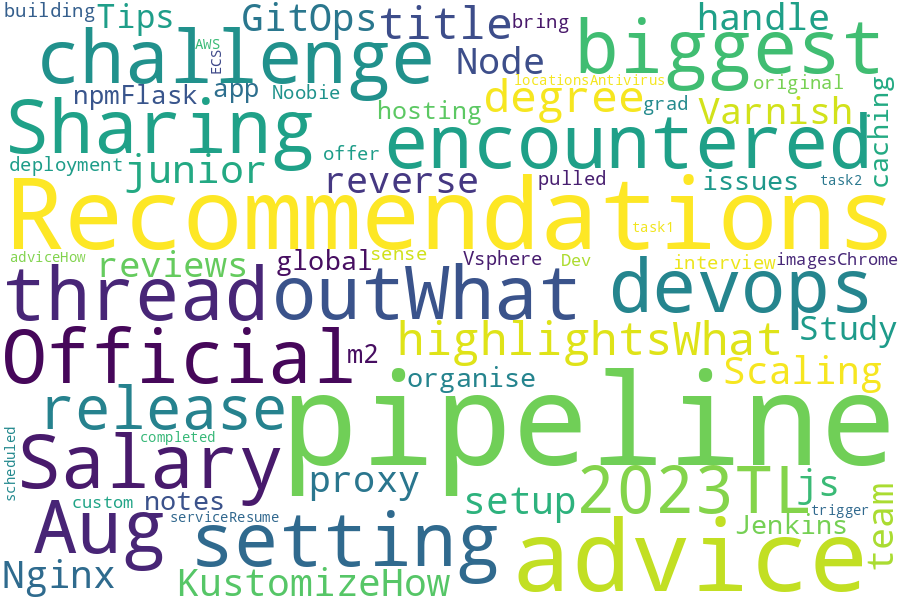 building
Tips
GitOps
title
bring
handle
challenge
AWS
ECS
Node
biggest
npmFlask
app
Noobie
locationsAntivirus
original
degree
grad
Varnish
caching
Sharing
hosting
encountered
deployment
junior
offer
reverse
pulled
issues
task2
Recommendations
task1
adviceHow
reviews
global
sense
Vsphere
Dev
interview
imagesChrome
thread
outWhat
devops
Official
m2
highlightsWhat
Study
organise
Scaling
release
pipeline
scheduled
completed
Salary
proxy
setup
2023TL
js
custom
notes
trigger
team
Aug
serviceResume
setting
advice
Jenkins
Nginx
KustomizeHow